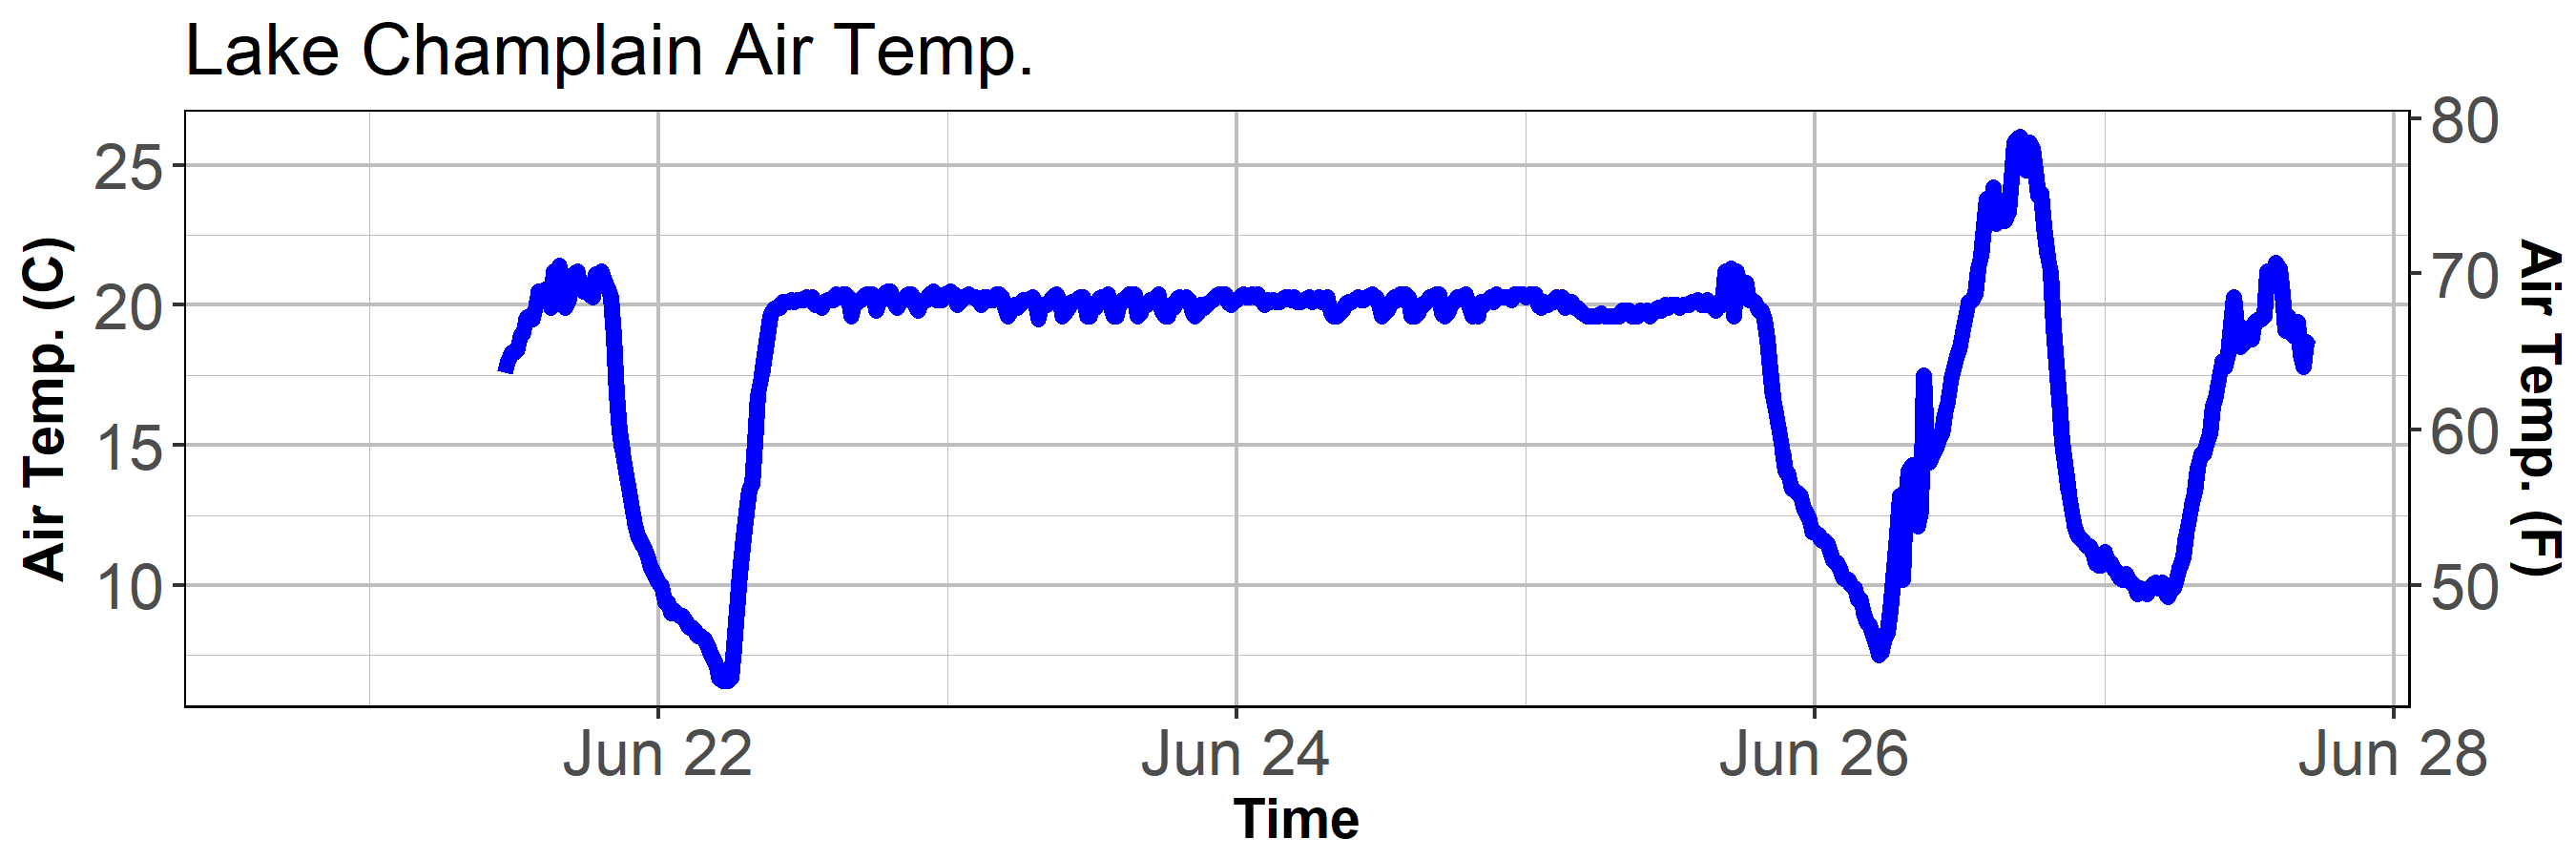 Lake Champlain Air Temp.
Air Temp. (C)
25
20
15
10
80
70
60
50
Air Temp. (F)
Jun 22
Jun 24
Jun 26
Jun 28
Time